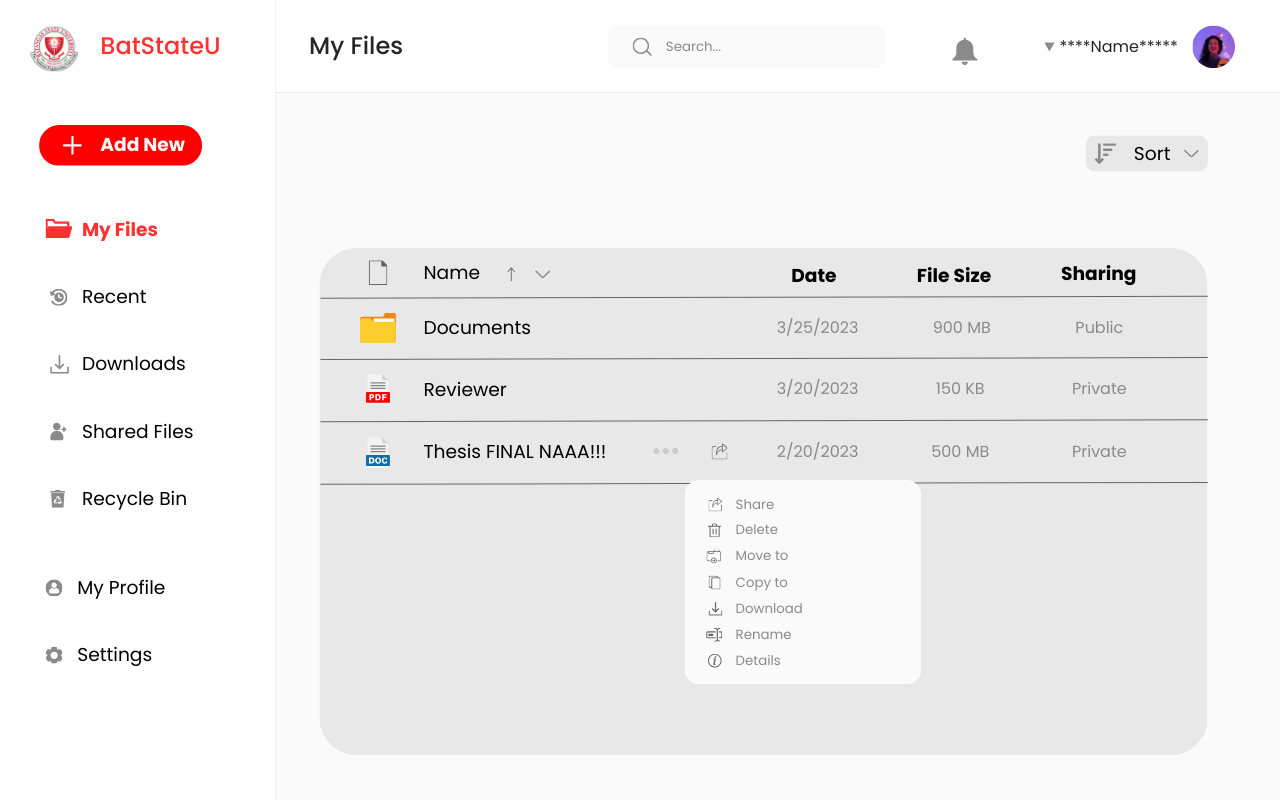 BatStateU
My Files
Search...
****Name*****
Add New
My Files
Recent
Downloads
Shared Files
Recycle Bin
My Profile
Settings
Sort
Name Date File Size Sharing
Documents 3/25/2023 900 MB Public
PDF Reviewer 3/20/2023 150 KB Private
DOC Thesis FINAL NAAA!!! 2/20/2023 500 MB Private
Share
Delete
Move to
Copy to
Download
Rename
Details